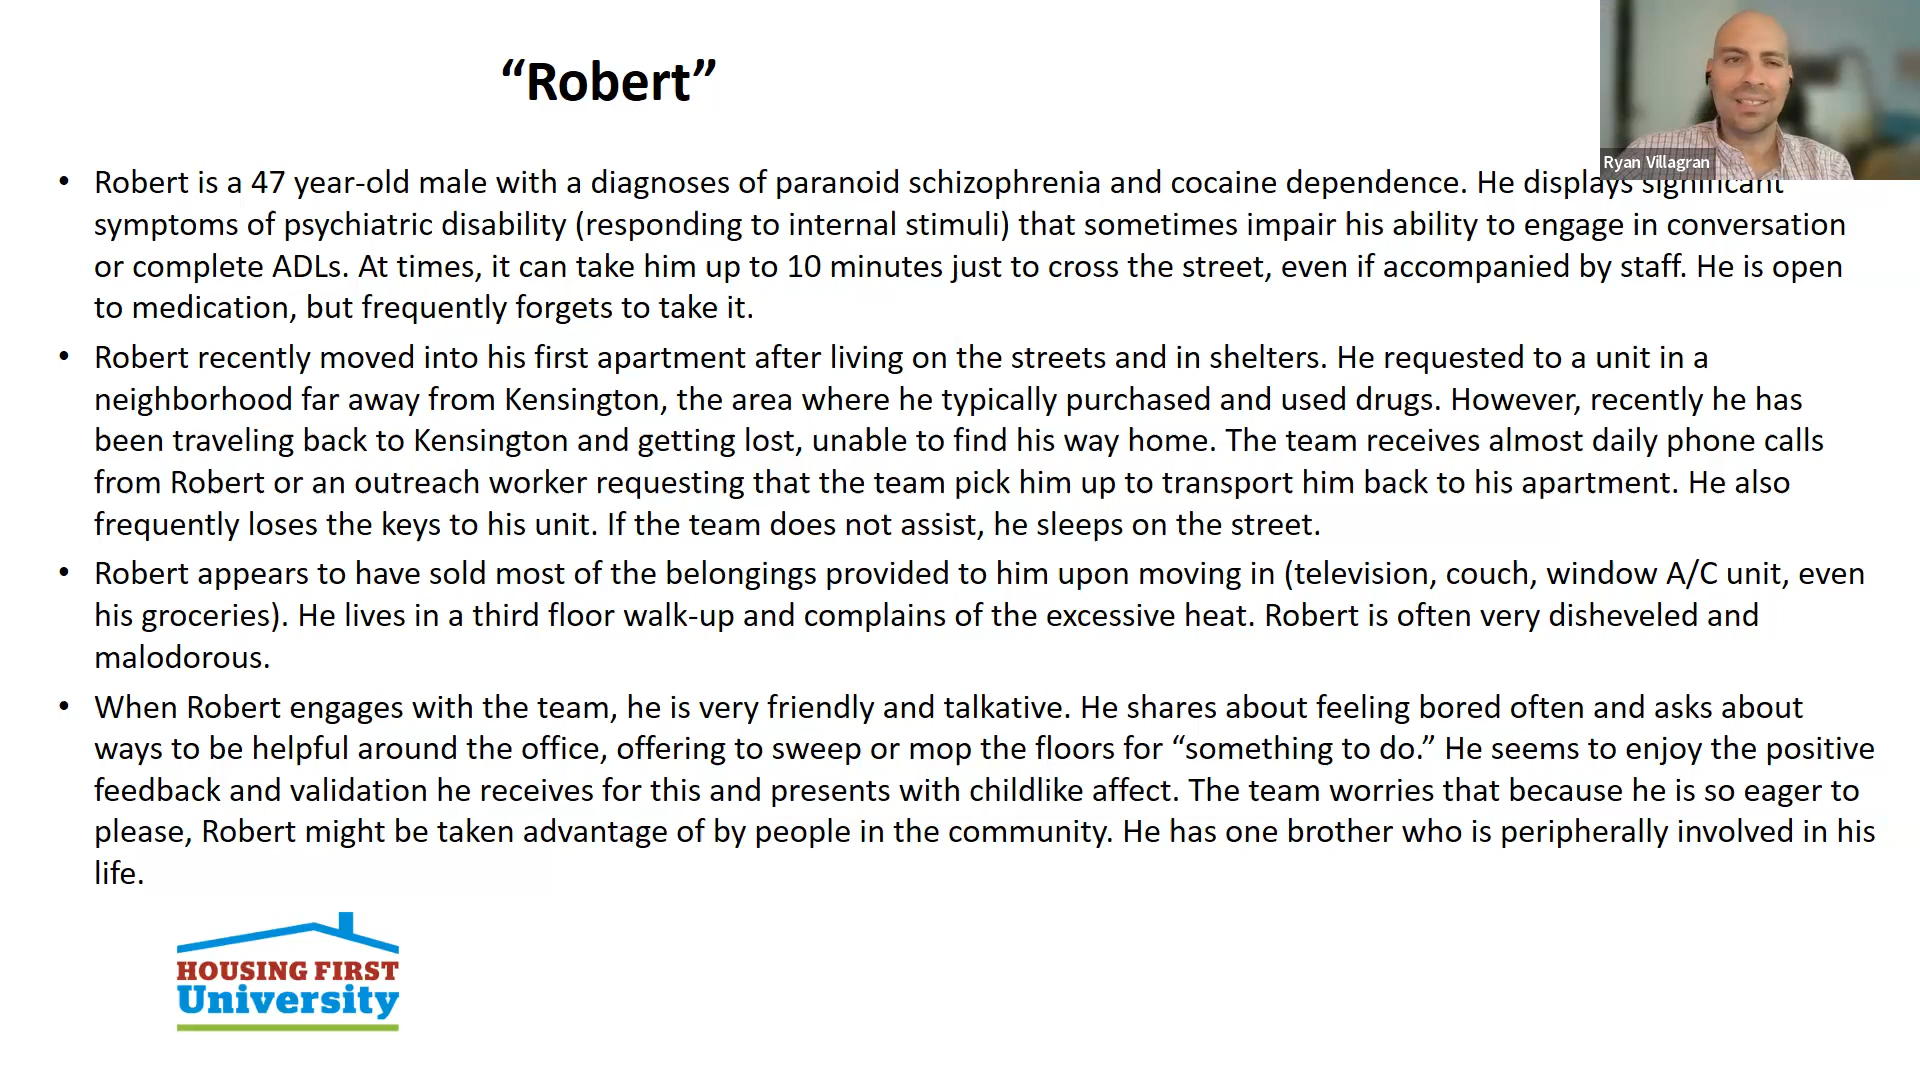 “Robert”
Ryan Villagran
• Robert is a 47 year-old male with a diagnoses of paranoid schizophrenia and cocaine dependence. He displays significant
symptoms of psychiatric disability (responding to internal stimuli) that sometimes impair his ability to engage in conversation
or complete ADLs. At times, it can take him up to 10 minutes just to cross the street, even if accompanied by staff. He is open
to medication, but frequently forgets to take it.
• Robert recently moved into his first apartment after living on the streets and in shelters. He requested to a unit in a
neighborhood far away from Kensington, the area where he typically purchased and used drugs. However, recently he has
been traveling back to Kensington and getting lost, unable to find his way home. The team receives almost daily phone calls
from Robert or an outreach worker requesting that the team pick him up to transport him back to his apartment. He also
frequently loses the keys to his unit. If the team does not assist, he sleeps on the street.
• Robert appears to have sold most of the belongings provided to him upon moving in (television, couch, window A/C unit, even
his groceries). He lives in a third floor walk-up and complains of the excessive heat. Robert is often very disheveled and
malodorous.
• When Robert engages with the team, he is very friendly and talkative. He shares about feeling bored often and asks about
ways to be helpful around the office, offering to sweep or mop the floors for “something to do.” He seems to enjoy the positive
feedback and validation he receives for this and presents with childlike affect. The team worries that because he is so eager to
please, Robert might be taken advantage of by people in the community. He has one brother who is peripherally involved in his
life.
HOUSING FIRST
University